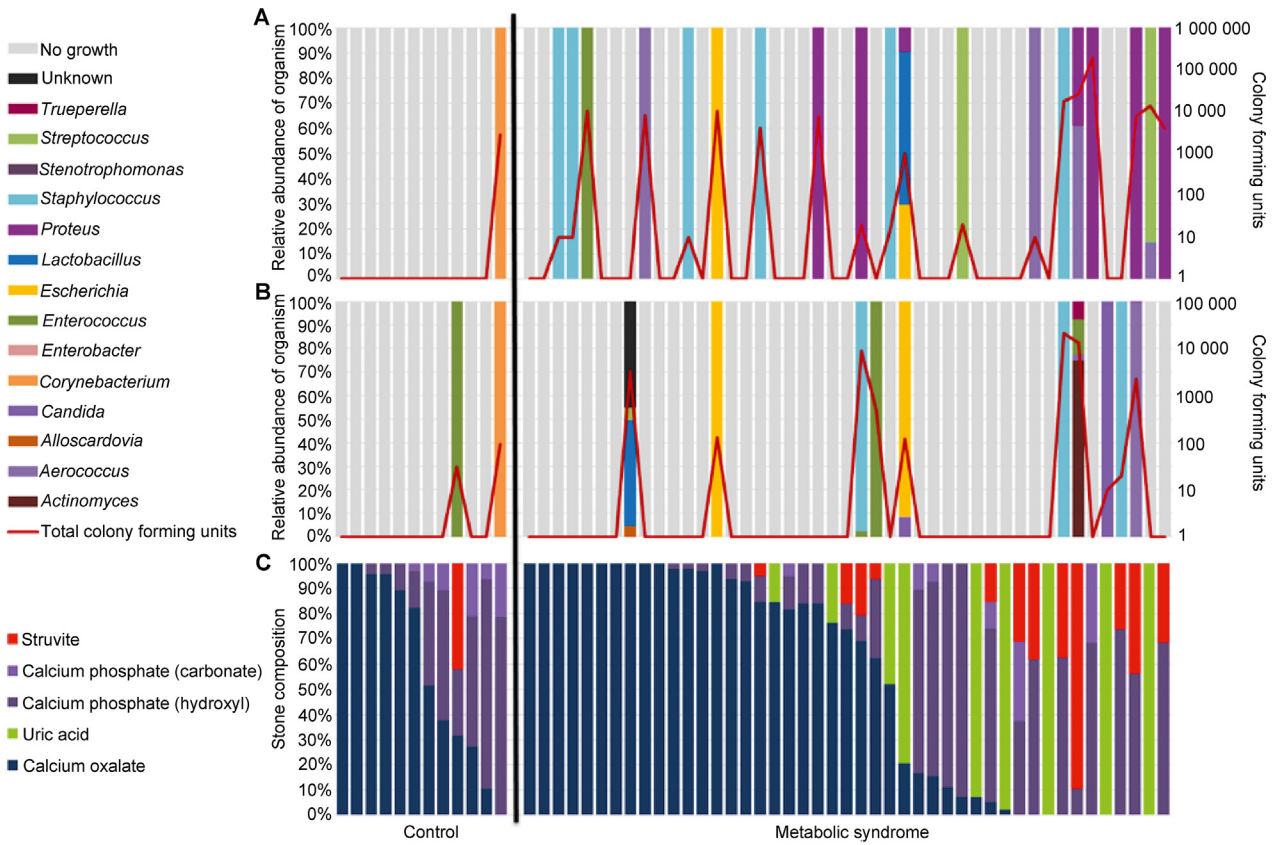 A
No growth
Unknown
Trueperella
Streptococcus
Stenotrophomonas
Staphylococcus
Proteus
Lactobacillus
Escherichia
Enterococcus
Enterobacter
Corynebacterium
Candida
Alloscardovia
Aerococcus
Actinomyces
Total colony forming units
Relative abundance of organism
100%
90%
80%
70%
60%
50%
40%
30%
20%
10%
0%
1 000 000
100 000
10 000
1000
100
10
1
Colony forming units
B
Relative abundance of organism
100%
90%
80%
70%
60%
50%
40%
30%
20%
10%
0%
100 000
10 000
1000
100
10
1
Colony forming units
C
Struvite
Calcium phosphate (carbonate)
Calcium phosphate (hydroxyl)
Uric acid
Calcium oxalate
Stone composition
100%
90%
80%
70%
60%
50%
40%
30%
20%
10%
0%
Control
Metabolic syndrome